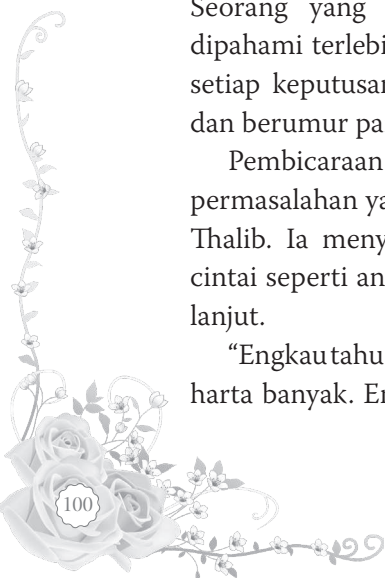 Seorang yang
dipahami terlebi
setiap keputusa
dan berumur pa
Pembicaraan
permasalahan ya
Thalib. Ia meny
cintai seperti an
lanjut.
“Engkau tahu
harta banyak. En
100